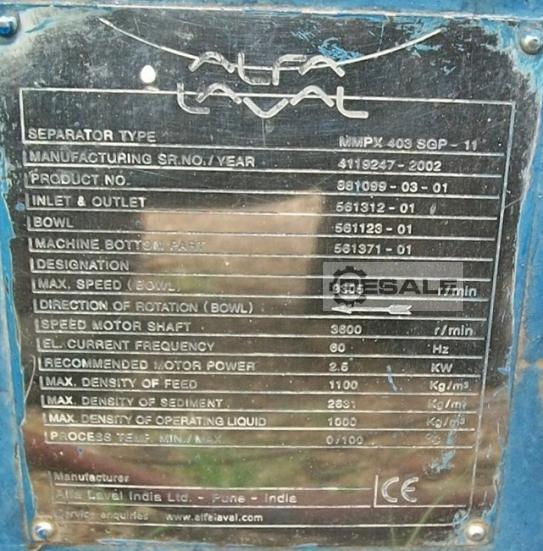 ALFA
LAVAL
SEPARATOR TYPE MMPX 403 SGP - 11
MANUFACTURING SR.NO./YEAR 4119247 - 2002
PRODUCT NO. 881099 - 03 - 01
INLET & OUTLET 561312 - 01
BOWL 561123 - 01
MACHINE BOTTOM PART 561371 - 01
DESIGNATION
ESALE
MAX. SPEED (BOWL) r/min
DIRECTION OF ROTATION (BOWL)
SPEED MOTOR SHAFT 3600 r/min
EL. CURRENT FREQUENCY 60 Hz
RECOMMENDED MOTOR POWER 2.5 KW
MAX. DENSITY OF FEED 1100 Kg/m³
MAX. DENSITY OF SEDIMENT 2631 Kg/m³
MAX. DENSITY OF OPERATING LIQUID 1000 Kg/m³
PROCESS TEMP. MIN./MAX. 0/100 °C
Manufacturer
Alfa Laval India Ltd. - Pune - India
CE
Service enquiries www.alfalaval.com